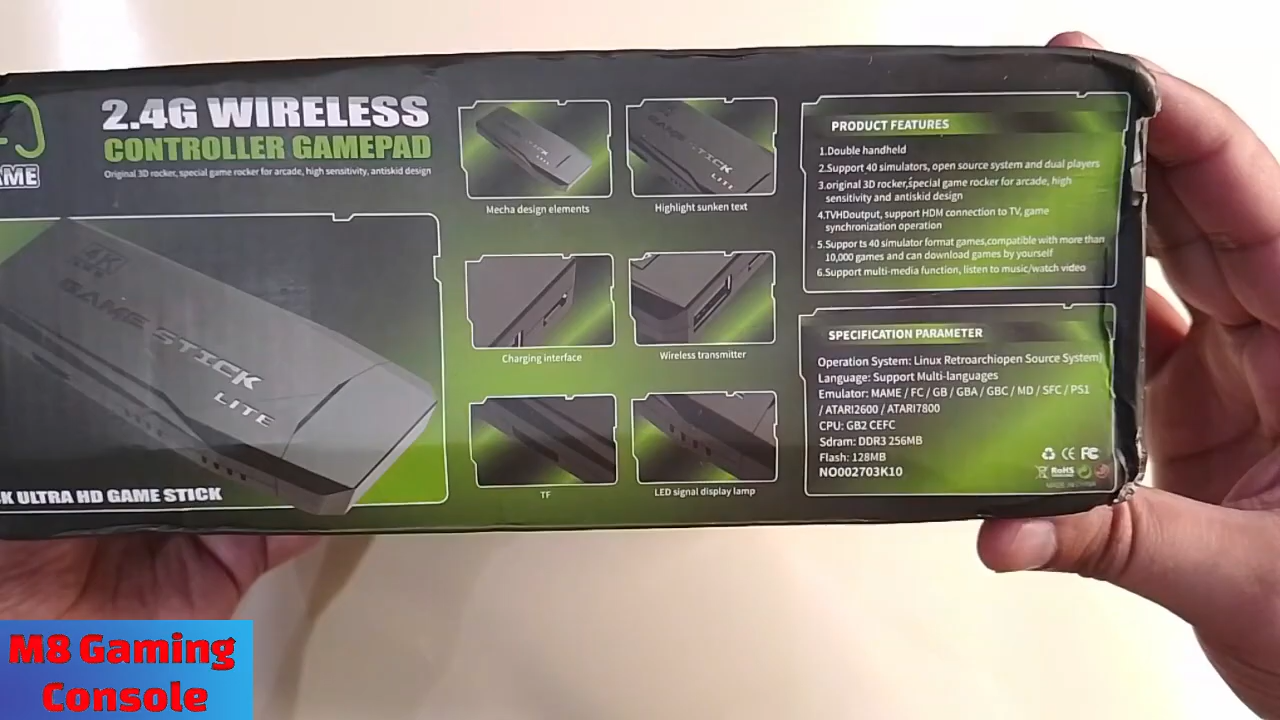 AME
2.4G WIRELESS
CONTROLLER GAMEPAD
Original 3D rocker, special game rocker for arcade, high sensitivity, antiskid design
4K
GAME STICK
LITE
K ULTRA HD GAME STICK
GAME STICK
LITE
Mecha design elements
Highlight sunken text
Charging interface
Wireless transmitter
TF
LED signal display lamp
PRODUCT FEATURES
1.Double handheld
2.Support 40 simulators, open source system and dual players
3.original 3D rocker,special game rocker for arcade, high
sensitivity and antiskid design
4.TVHDoutput, support HDM connection to TV, game
synchronization operation
5.Suppor ts 40 simulator format games,compatible with more than
10,000 games and can download games by yourself
6.Support multi-media function, listen to music/watch video
SPECIFICATION PARAMETER
Operation System: Linux Retroarchiopen Source System)
Language: Support Multi-languages
Emulator: MAME / FC / GB / GBA / GBC / MD / SFC / PS1
/ ATARI2600 / ATARI7800
CPU: GB2 CEFC
Sdram: DDR3 256MB
Flash: 128MB
NO002703K10
CE FC
RoHS
MADE IN CHINA
M8 Gaming
Console